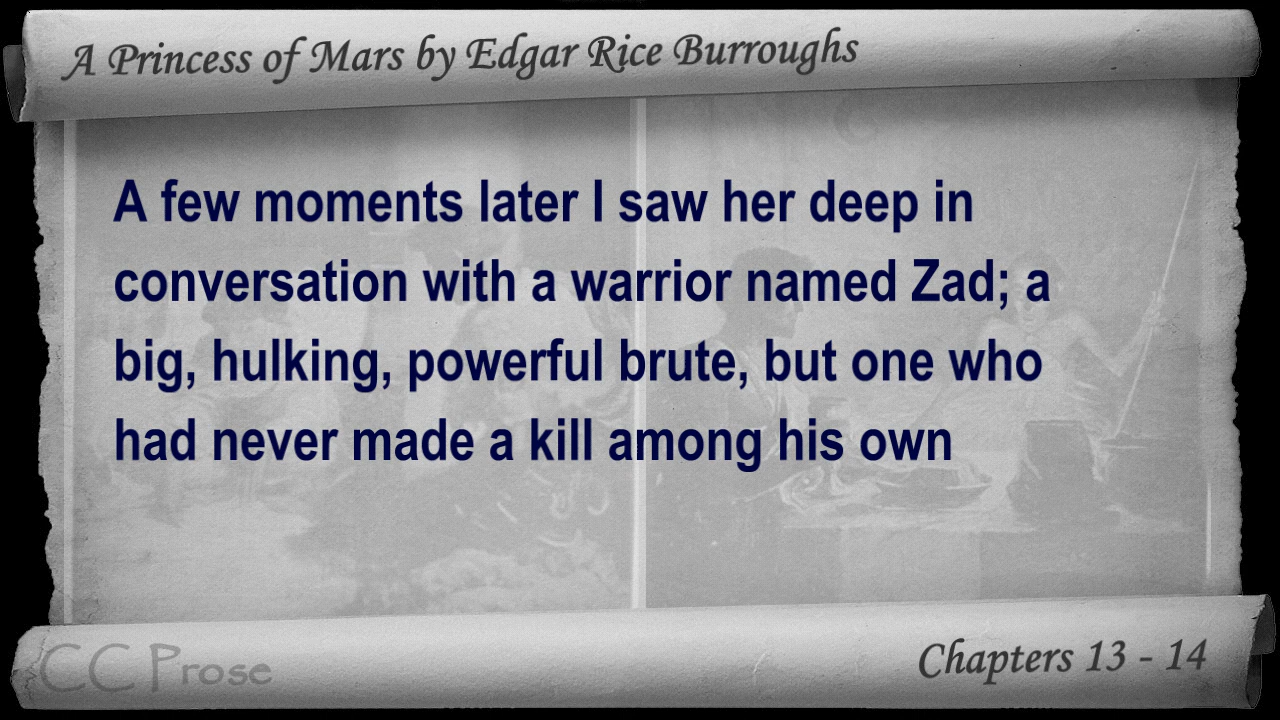 A Princess of Mars by Edgar Rice Burroughs
A few moments later I saw her deep in
conversation with a warrior named Zad; a
big, hulking, powerful brute, but one who
had never made a kill among his own
CC Prose
Chapters 13 - 14